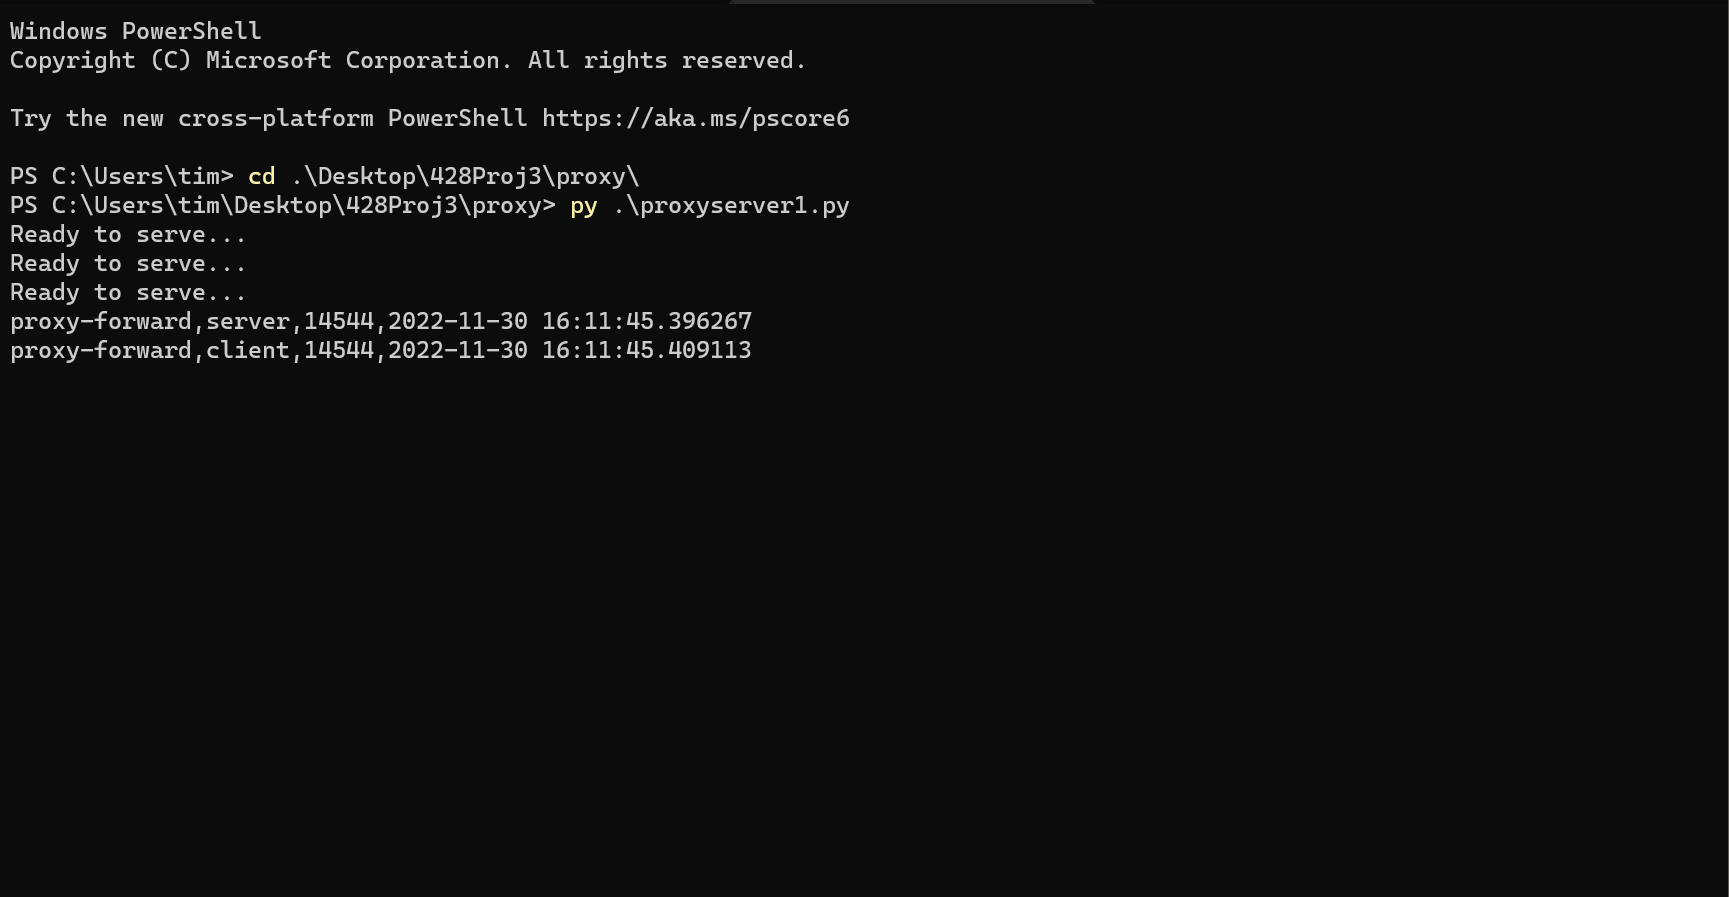 Windows PowerShell
Copyright (C) Microsoft Corporation. All rights reserved.
Try the new cross-platform PowerShell https://aka.ms/pscore6
PS C:\Users\tim> cd .\Desktop\428Proj3\proxy\
PS C:\Users\tim\Desktop\428Proj3\proxy> py .\proxyserver1.py
Ready to serve...
Ready to serve...
Ready to serve...
proxy-forward,server,14544,2022-11-30 16:11:45.396267
proxy-forward,client,14544,2022-11-30 16:11:45.409113